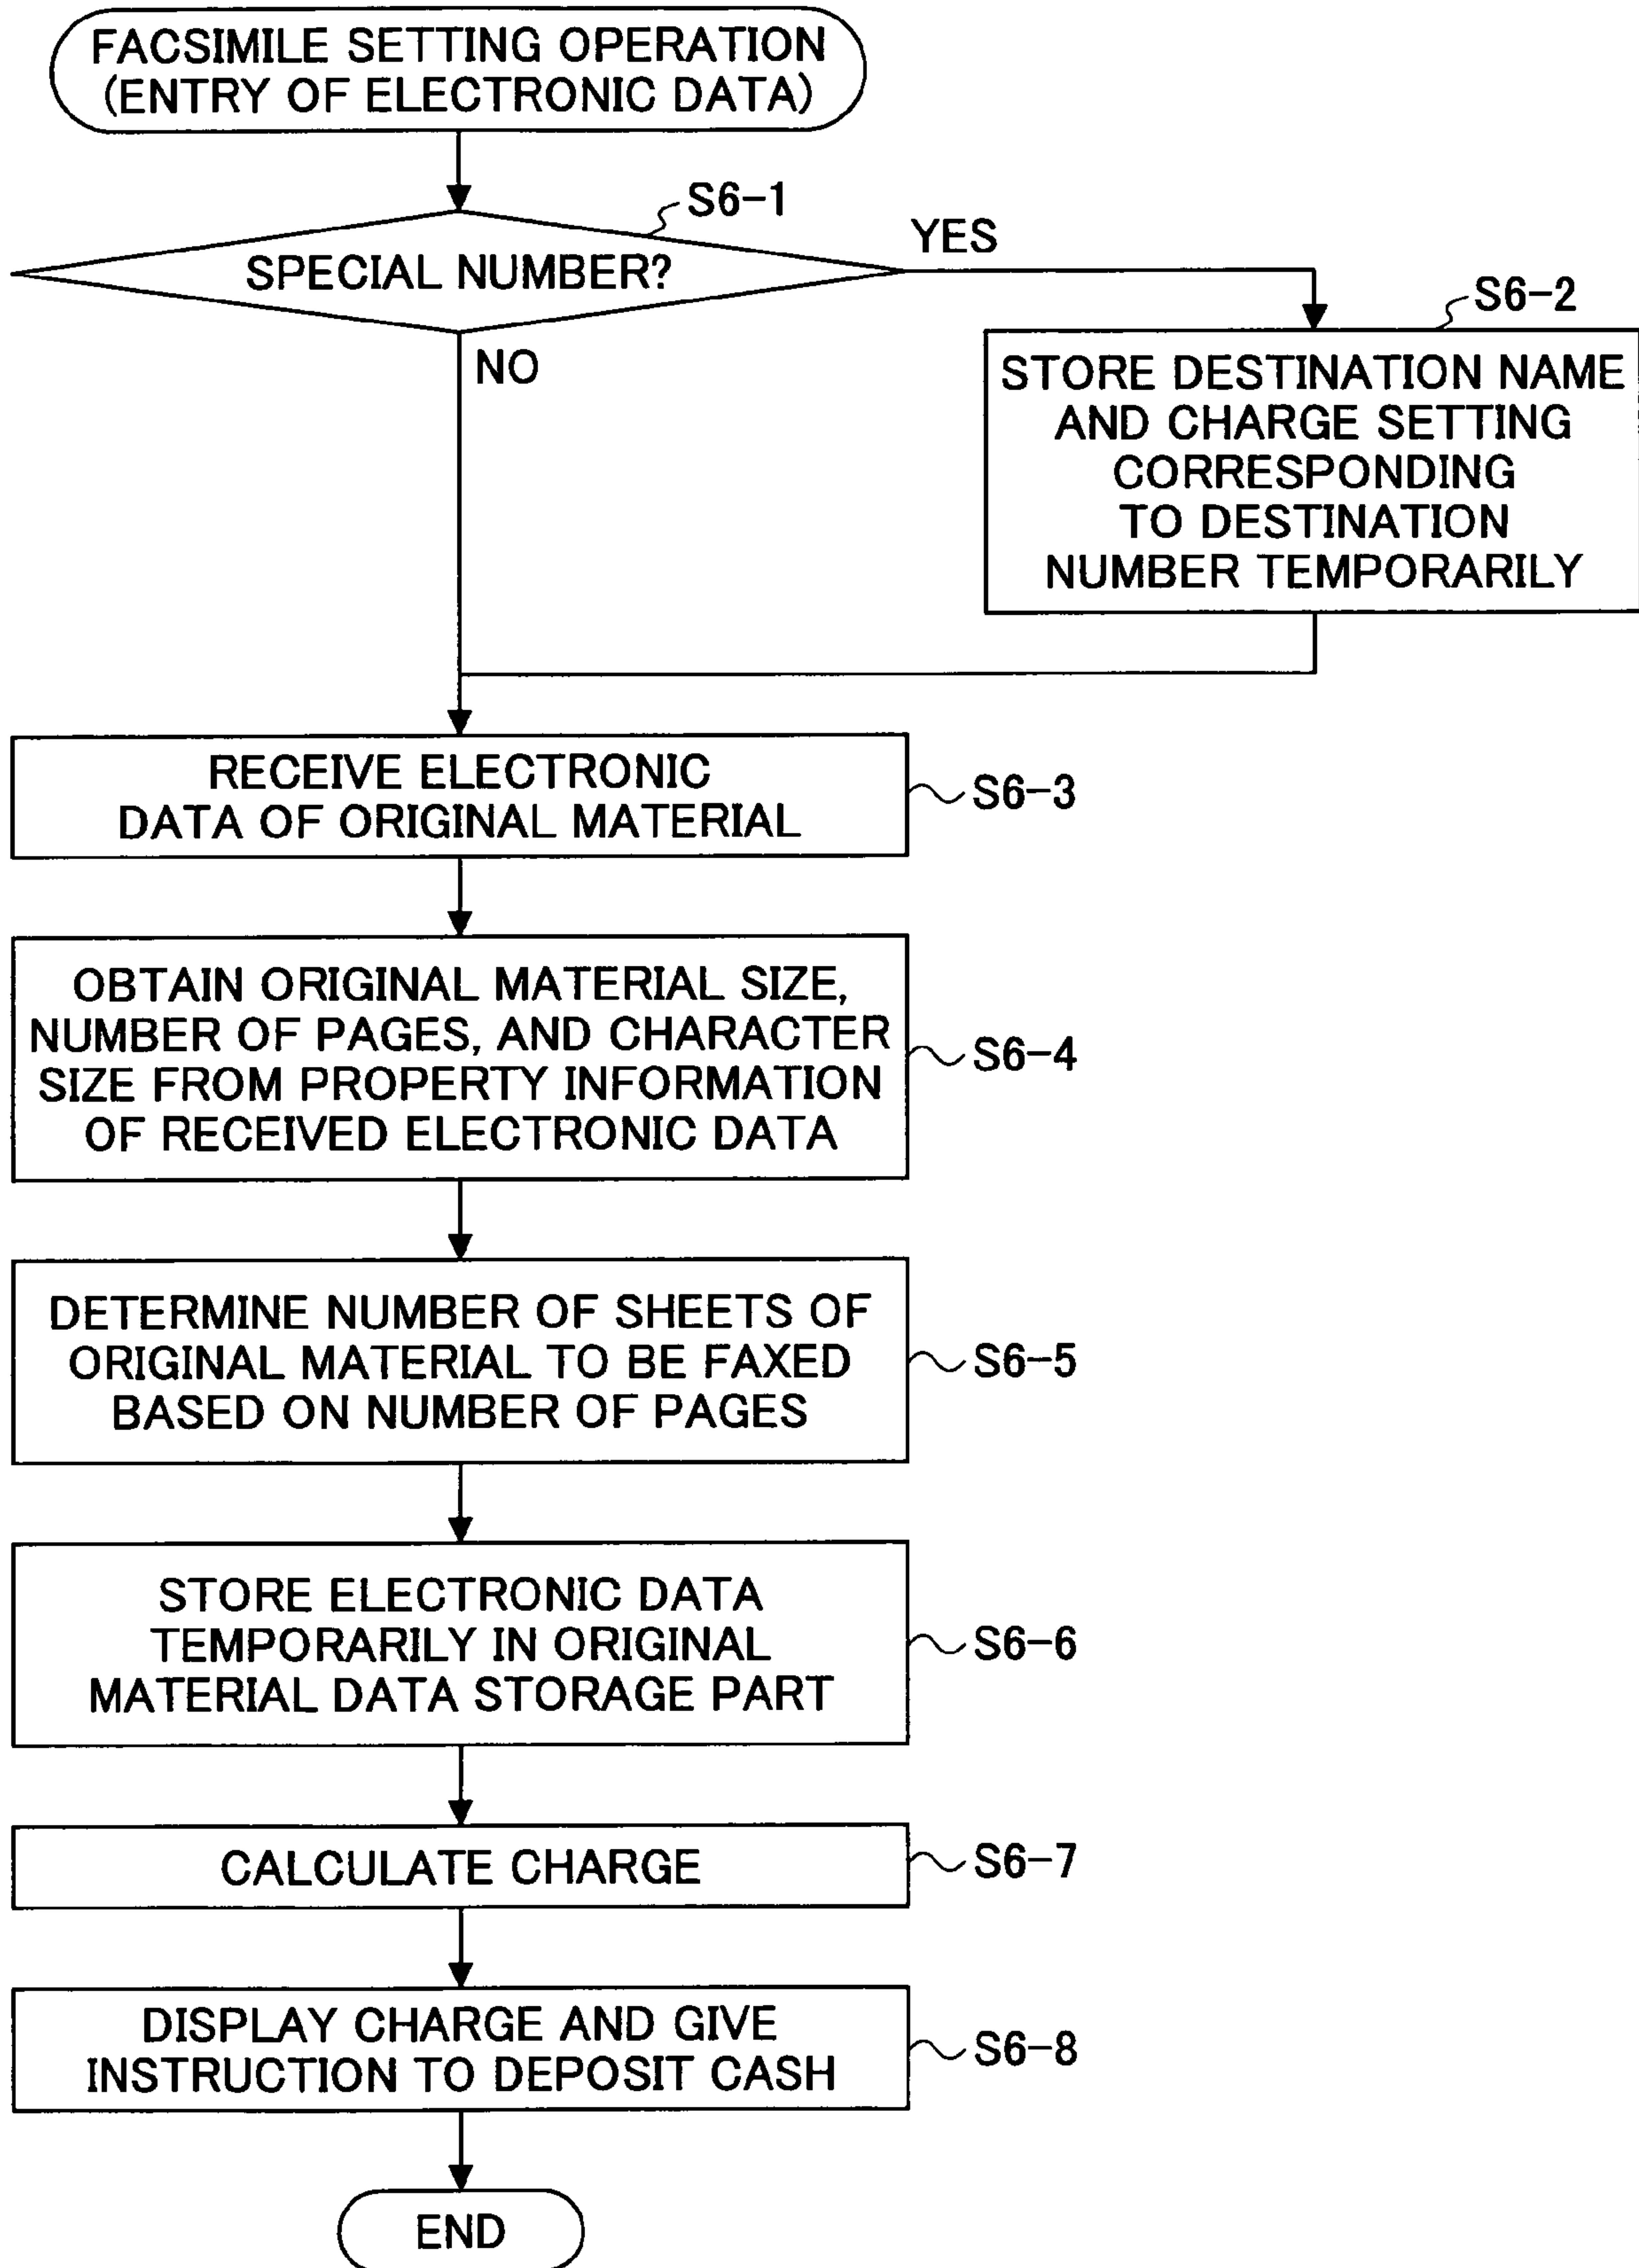 FACSIMILE SETTING OPERATION
(ENTRY OF ELECTRONIC DATA)
S6-1
SPECIAL NUMBER?
YES
NO
S6-2
STORE DESTINATION NAME
AND CHARGE SETTING
CORRESPONDING
TO DESTINATION
NUMBER TEMPORARILY
RECEIVE ELECTRONIC
DATA OF ORIGINAL MATERIAL
S6-3
OBTAIN ORIGINAL MATERIAL SIZE,
NUMBER OF PAGES, AND CHARACTER
SIZE FROM PROPERTY INFORMATION
OF RECEIVED ELECTRONIC DATA
S6-4
DETERMINE NUMBER OF SHEETS OF
ORIGINAL MATERIAL TO BE FAXED
BASED ON NUMBER OF PAGES
S6-5
STORE ELECTRONIC DATA
TEMPORARILY IN ORIGINAL
MATERIAL DATA STORAGE PART
S6-6
CALCULATE CHARGE
S6-7
DISPLAY CHARGE AND GIVE
INSTRUCTION TO DEPOSIT CASH
S6-8
END